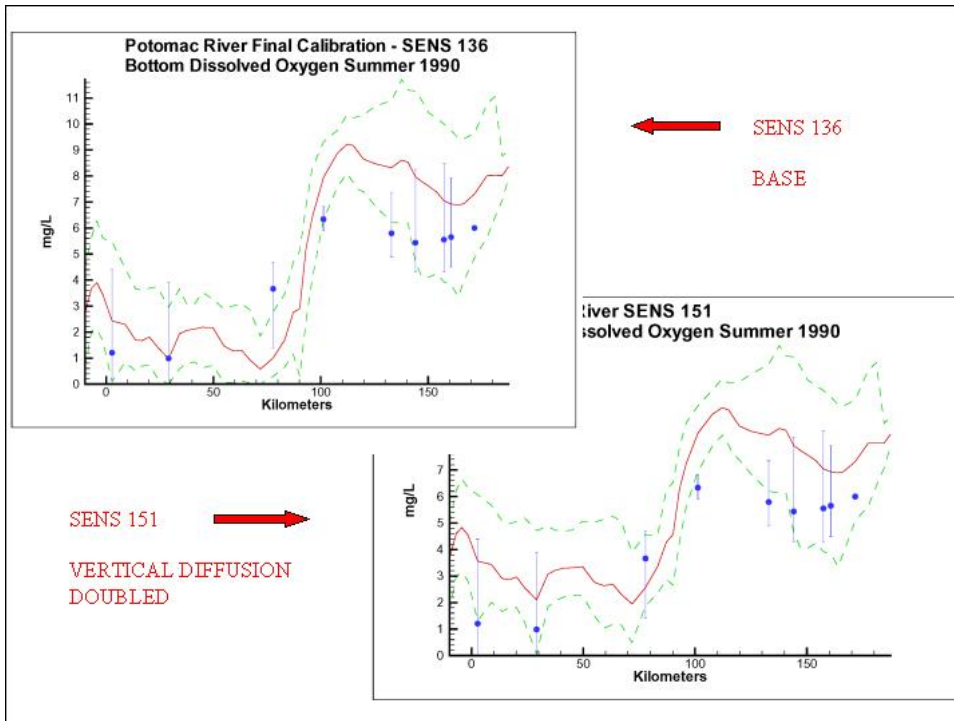 Potomac River Final Calibration - SENS 136
Bottom Dissolved Oxygen Summer 1990
11
10
9
8
7
6
5
4
3
2
1
0
mg/L
0 50 100 150
Kilometers
SENS 136
BASE
River SENS 151
Oxygen Summer 1990
7
6
5
4
3
2
1
0
mg/L
0 50 100 150
Kilometers
SENS 151
VERTICAL DIFFUSION
DOUBLED